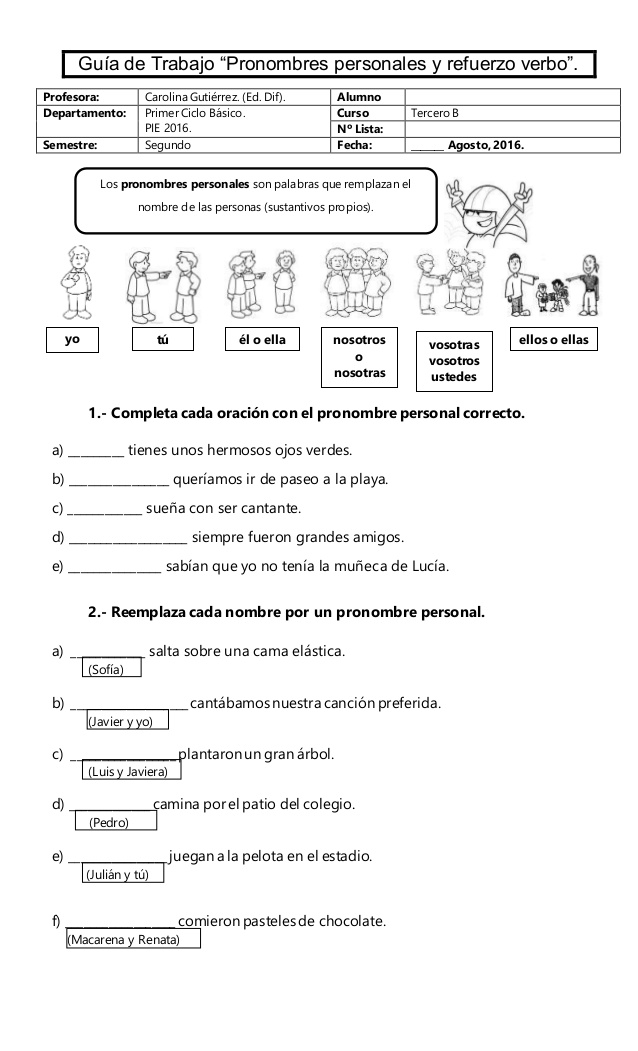 Guía de Trabajo “Pronombres personales y refuerzo verbo”.
Profesora: Carolina Gutiérrez. (Ed. Dif). Alumno
Departamento: Primer Ciclo Básico. Curso Tercero B
PIE 2016. Nº Lista:
Semestre: Segundo Fecha: ______ Agosto, 2016.
Los pronombres personales son palabras que remplazan el
nombre de las personas (sustantivos propios).
yo
tú
él o ella
nosotros
o
nosotras
vosotras
vosotros
ustedes
ellos o ellas
1.- Completa cada oración con el pronombre personal correcto.
a) _________ tienes unos hermosos ojos verdes.
b) ________________ queríamos ir de paseo a la playa.
c) ____________ sueña con ser cantante.
d) ___________________ siempre fueron grandes amigos.
e) _______________ sabían que yo no tenía la muñeca de Lucía.
2.- Reemplaza cada nombre por un pronombre personal.
a) ____________ salta sobre una cama elástica.
(Sofía)
b) ___________________ cantábamos nuestra canción preferida.
(Javier y yo)
c) _________________ plantaron un gran árbol.
(Luis y Javiera)
d) _____________ camina por el patio del colegio.
(Pedro)
e) ________________ juegan a la pelota en el estadio.
(Julián y tú)
f) __________________ comieron pasteles de chocolate.
(Macarena y Renata)